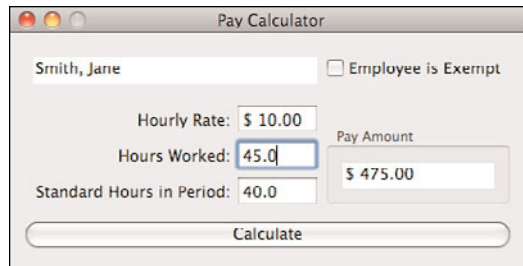 Pay Calculator
Smith, Jane
Employee is Exempt
Hourly Rate: $ 10.00
Hours Worked: 45.0
Pay Amount
$ 475.00
Standard Hours in Period: 40.0
Calculate